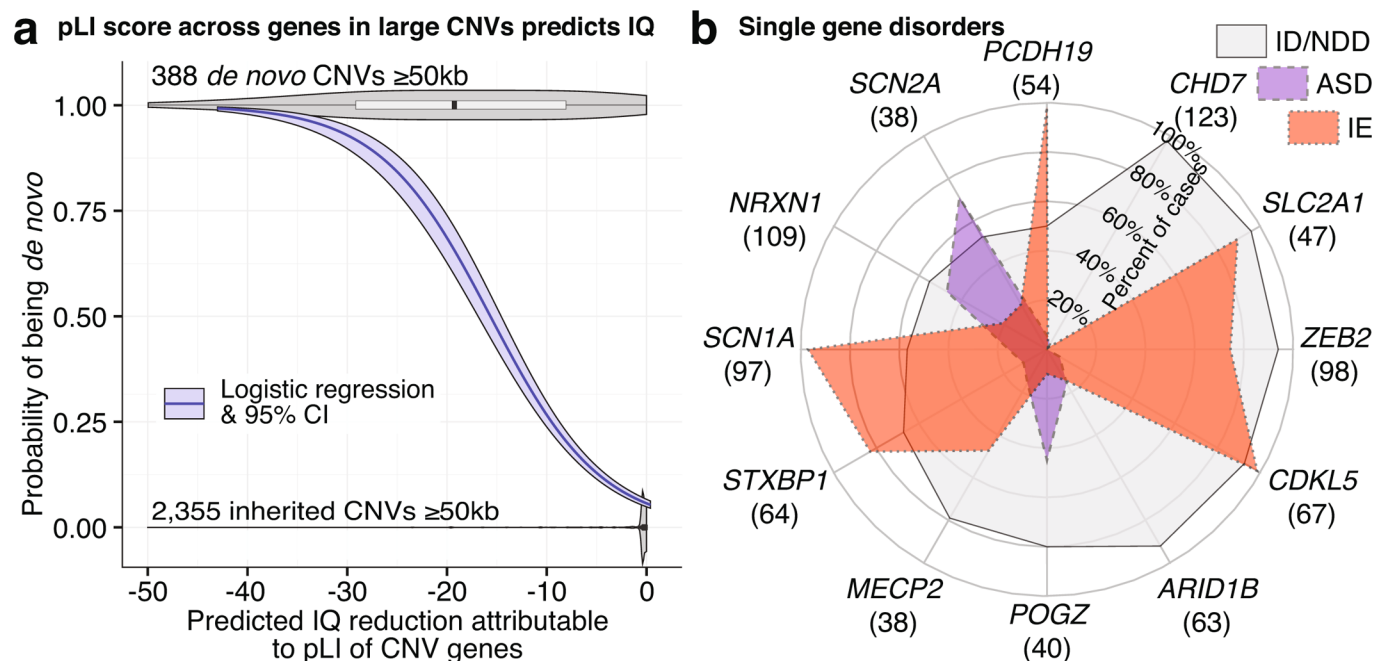 a pLI score across genes in large CNVs predicts IQ
388 de novo CNVs ≥50kb
1.00
0.75
0.50
0.25
0.00
Probability of being de novo
Logistic regression
& 95% CI
2,355 inherited CNVs ≥50kb
-50 -40 -30 -20 -10 0
Predicted IQ reduction attributable
to pLI of CNV genes
b Single gene disorders
ID/NDD
ASD
IE
PCDH19
(54)
CHD7
(123)
SLC2A1
(47)
ZEB2
(98)
CDKL5
(67)
ARID1B
(63)
POGZ
(40)
MECP2
(38)
STXBP1
(64)
SCN1A
(97)
NRXN1
(109)
SCN2A
(38)
100%
80%
60%
40%
20%
Percent of cases